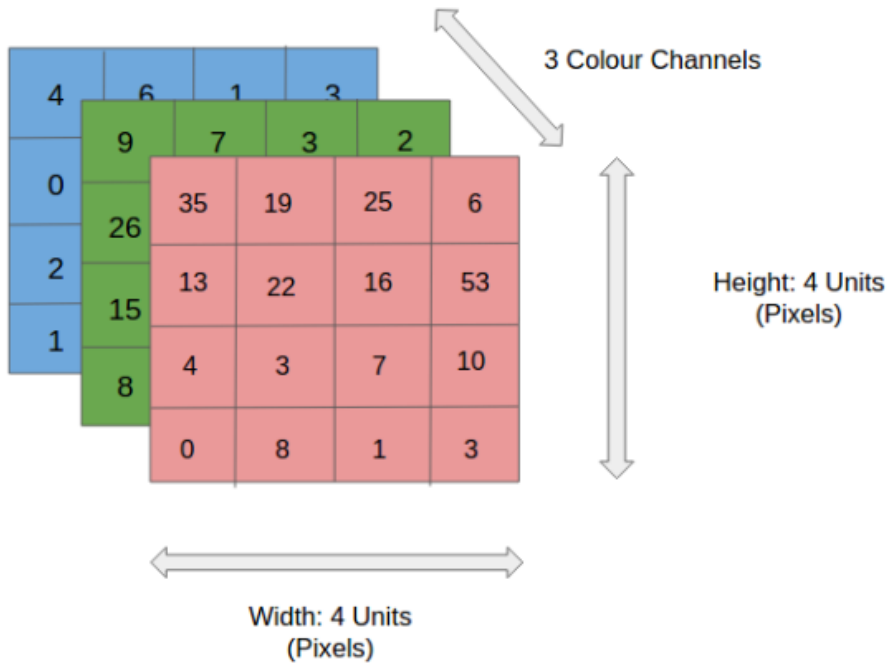 3 Colour Channels
4 6 1 3
9 7 3 2
0
35 19 25 6
26
13 22 16 53
2
Height: 4 Units
(Pixels)
15
1
4 3 7 10
8
0 8 1 3
Width: 4 Units
(Pixels)